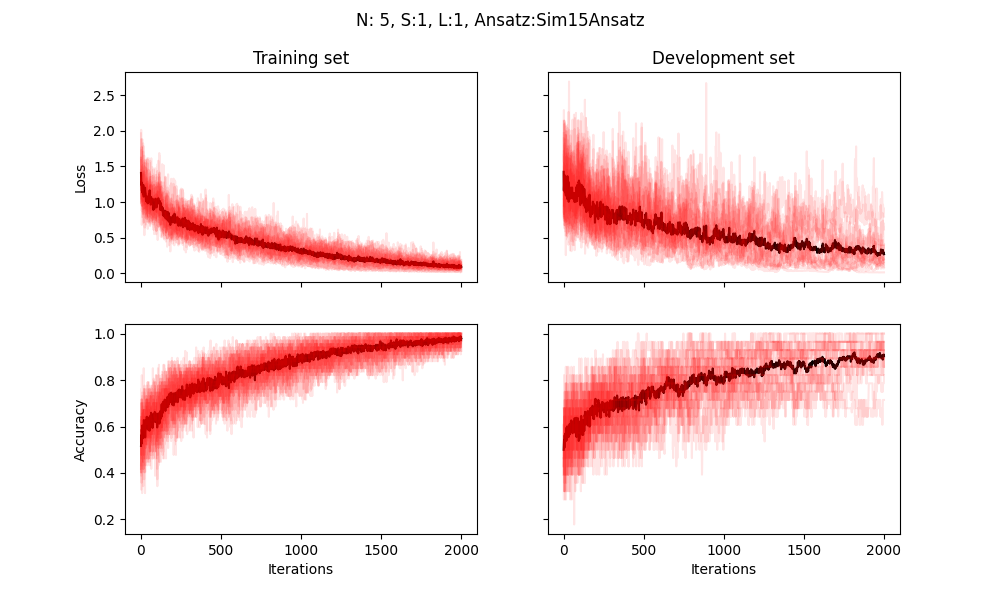 N: 5, S:1, L:1, Ansatz:Sim15Ansatz
Training set
Development set
Loss
2.5
2.0
1.5
1.0
0.5
0.0
Accuracy
1.0
0.8
0.6
0.4
0.2
0 500 1000 1500 2000
Iterations
0 500 1000 1500 2000
Iterations